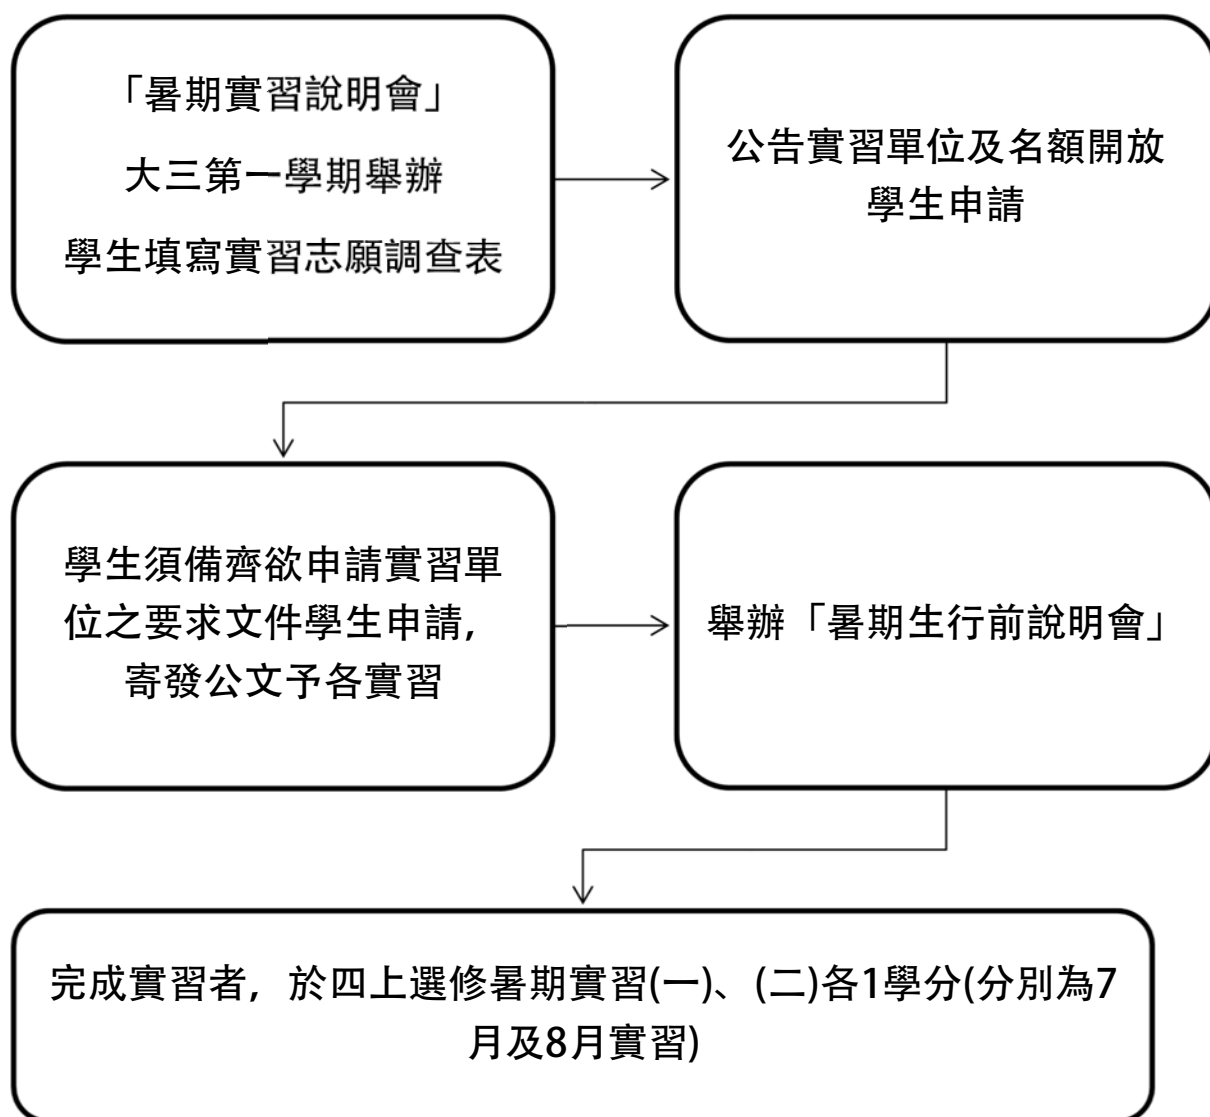 「暑期實習說明會」
大三第一學期舉辦
學生填寫實習志願調查表
公告實習單位及名額開放
學生申請
學生須備齊欲申請實習單
位之要求文件學生申請,
寄發公文予各實習
舉辦「暑期生行前說明會」
完成實習者, 於四上選修暑期實習(一)、(二)各1學分(分別為7
月及8月實習)